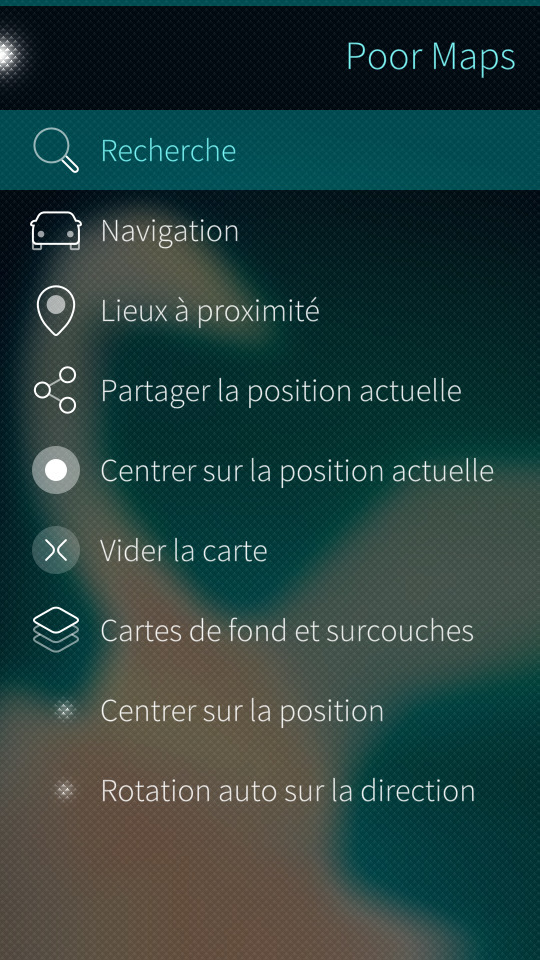 Poor Maps
Recherche
Navigation
Lieux à proximité
Partager la position actuelle
Centrer sur la position actuelle
Vider la carte
Cartes de fond et surcouches
Centrer sur la position
Rotation auto sur la direction